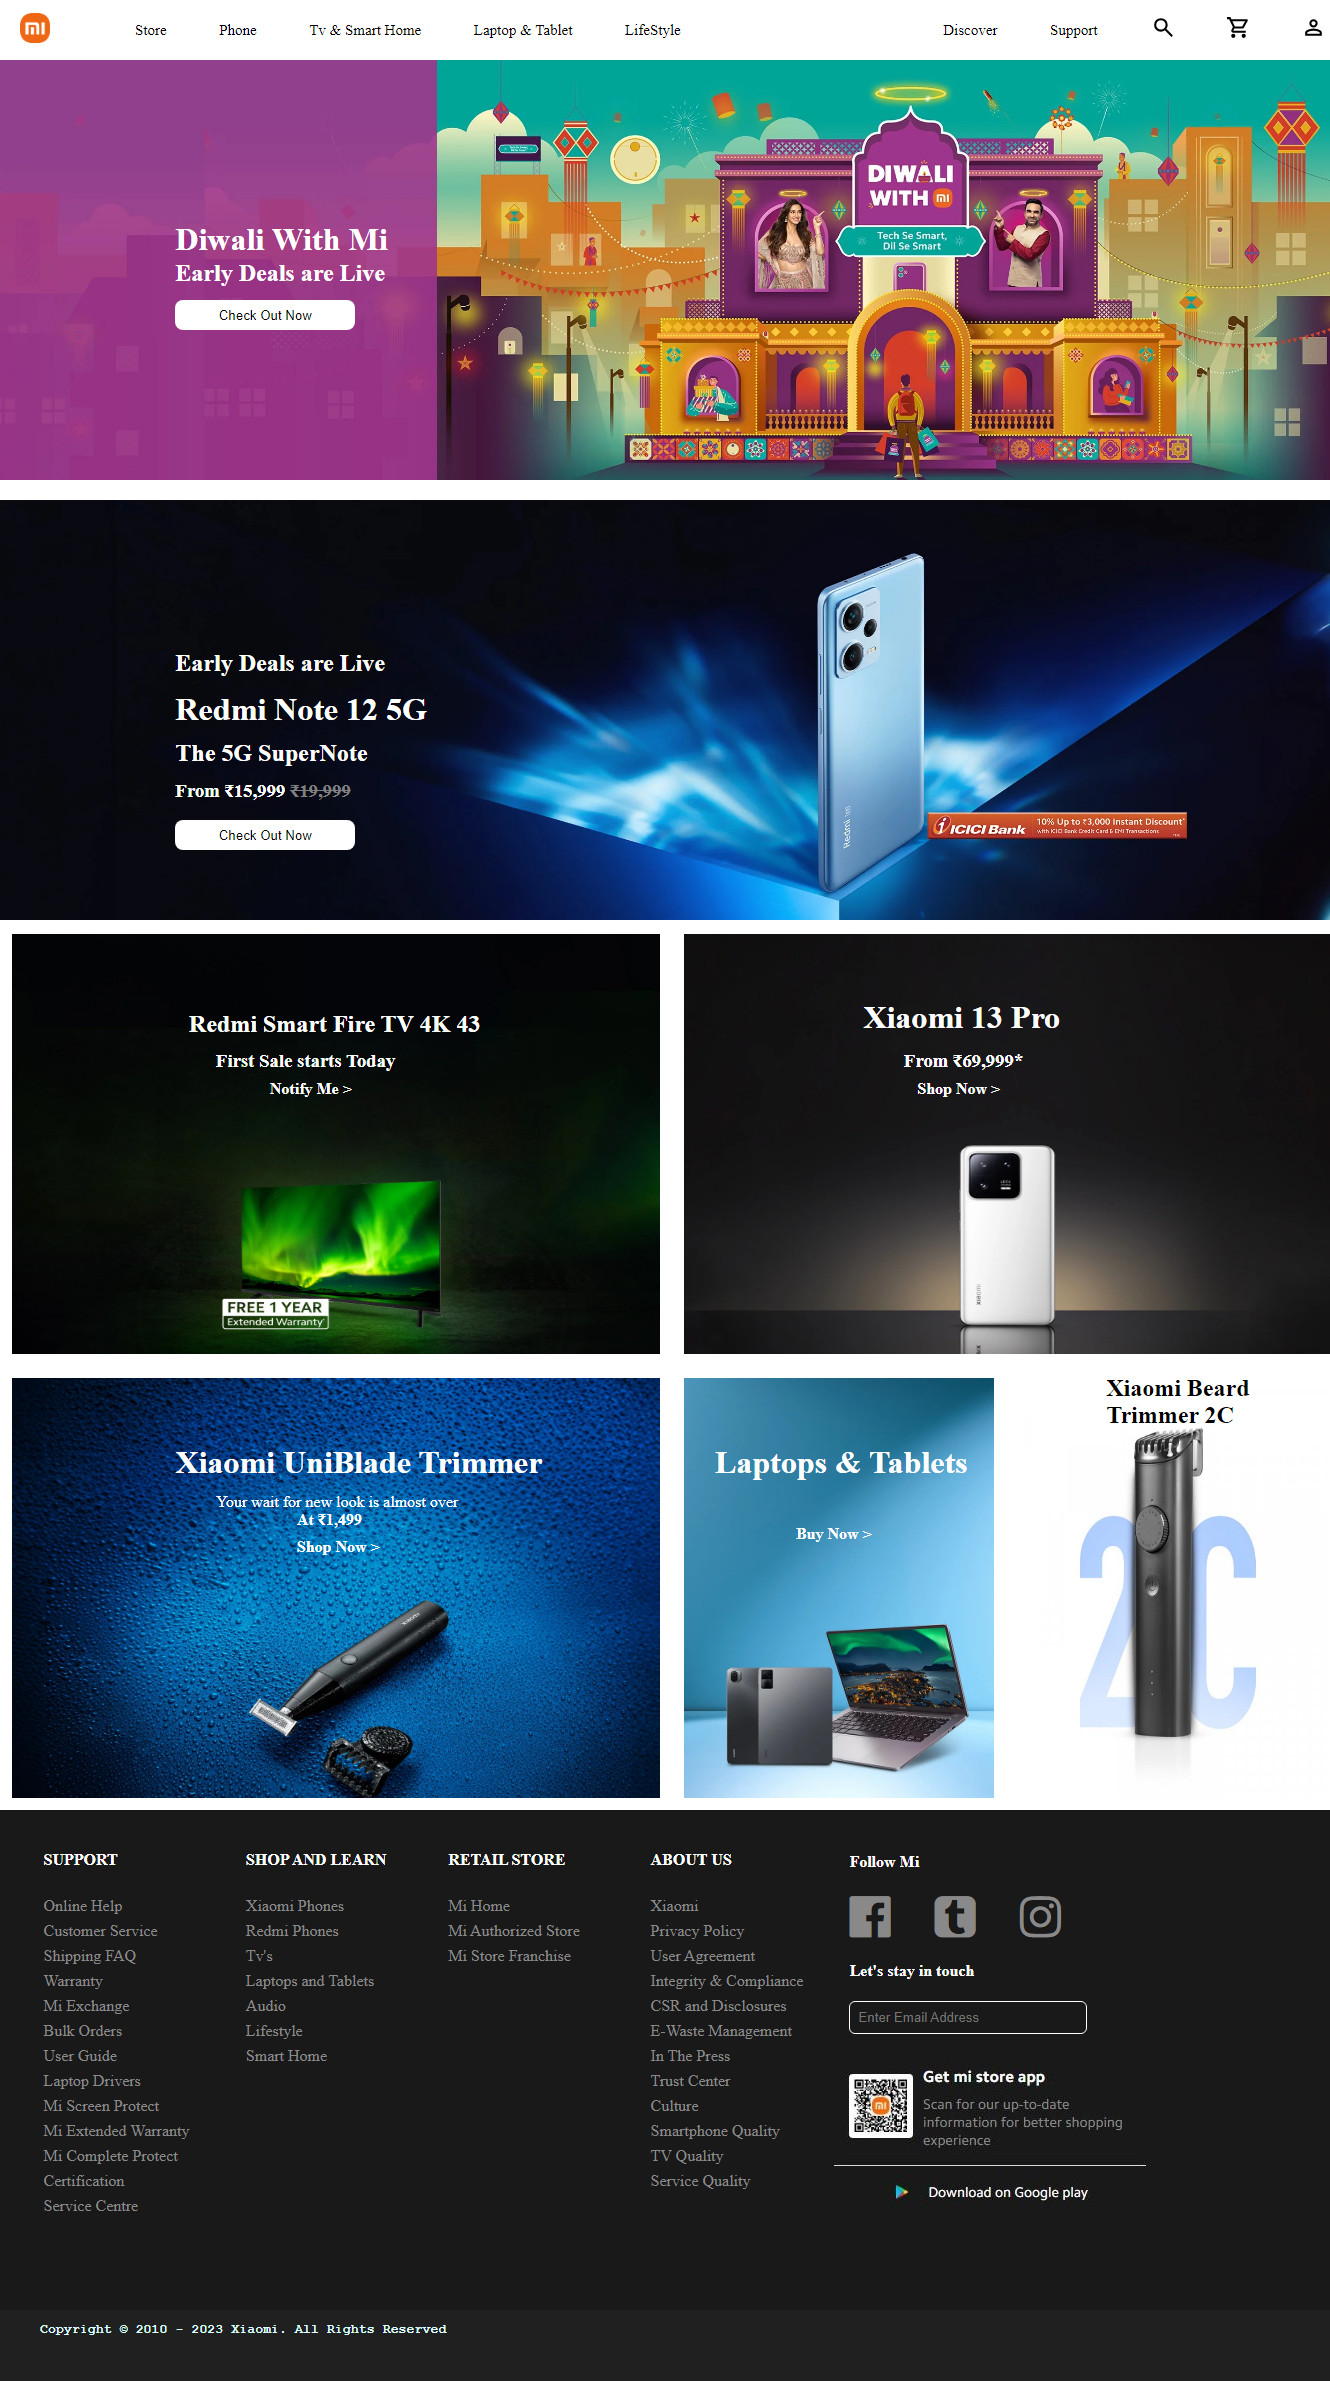 Store Phone Tv & Smart Home Laptop & Tablet LifeStyle Discover Support
DIWALI
WITH
Tech Se Smart,
Dil Se Smart
Diwali With Mi
Early Deals are Live
Check Out Now
Early Deals are Live
Redmi Note 12 5G
The 5G SuperNote
From ₹15,999 ₹19,999
Check Out Now
Redmi
ICICI Bank
10% Up to ₹3,000 Instant Discount*
with ICICI Bank Credit Card & EMI Transactions
Redmi Smart Fire TV 4K 43
First Sale starts Today
Notify Me >
FREE 1 YEAR
Extended Warranty*
Xiaomi 13 Pro
From ₹69,999*
Shop Now >
Xiaomi UniBlade Trimmer
Your wait for new look is almost over
At ₹1,499
Shop Now >
Laptops & Tablets
Buy Now >
Xiaomi Beard
Trimmer 2C
2C
SUPPORT
Online Help
Customer Service
Shipping FAQ
Warranty
Mi Exchange
Bulk Orders
User Guide
Laptop Drivers
Mi Screen Protect
Mi Extended Warranty
Mi Complete Protect
Certification
Service Centre
SHOP AND LEARN
Xiaomi Phones
Redmi Phones
Tv's
Laptops and Tablets
Audio
Lifestyle
Smart Home
RETAIL STORE
Mi Home
Mi Authorized Store
Mi Store Franchise
ABOUT US
Xiaomi
Privacy Policy
User Agreement
Integrity & Compliance
CSR and Disclosures
E-Waste Management
In The Press
Trust Center
Culture
Smartphone Quality
TV Quality
Service Quality
Follow Mi
Let's stay in touch
Enter Email Address
Get mi store app
Scan for our up-to-date
information for better shopping
experience
Download on Google play
Copyright © 2010 - 2023 Xiaomi. All Rights Reserved